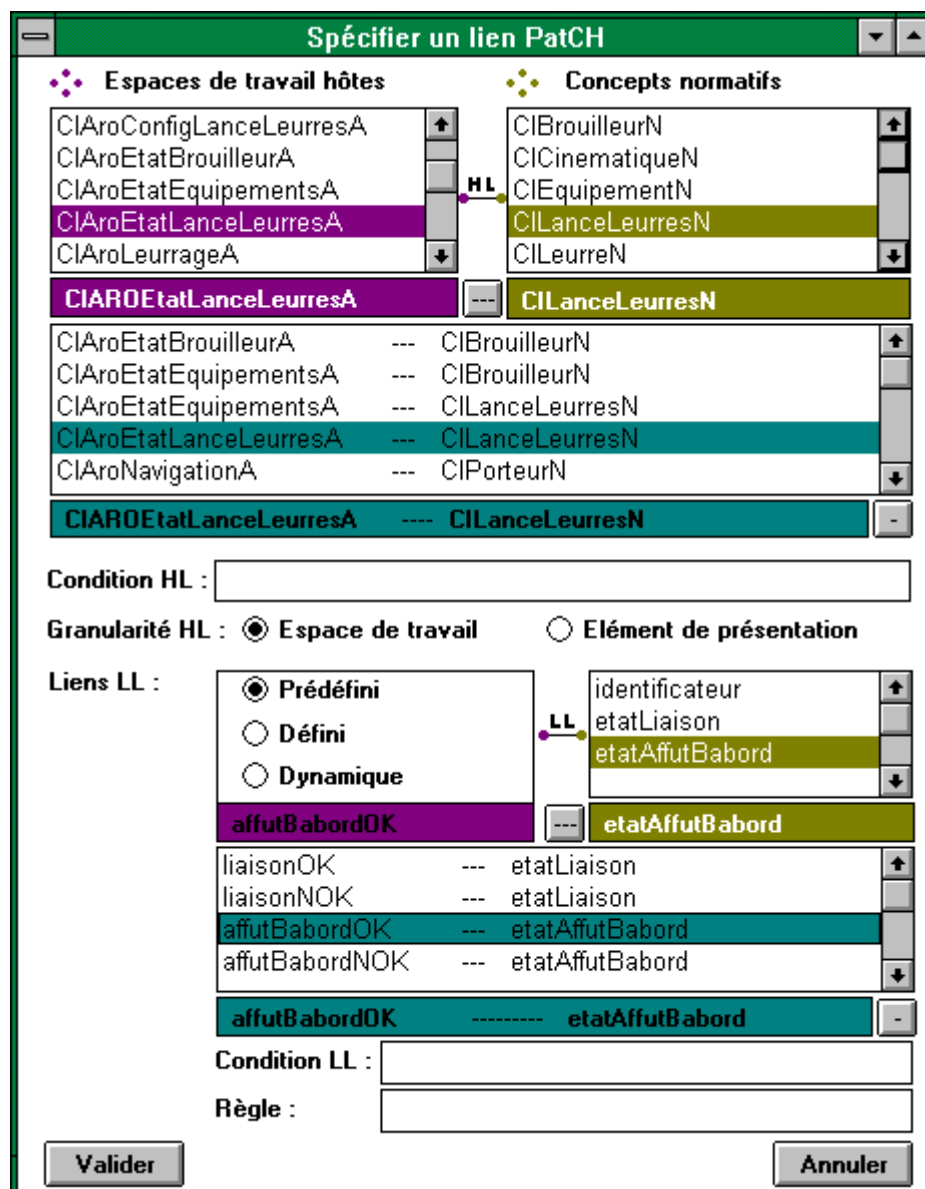 Spécifier un lien PatCH
Espaces de travail hôtes
Concepts normatifs
ClAroConfigLanceLeurresA
ClAroEtatBrouilleurA
ClAroEtatEquipementsA
ClAroEtatLanceLeurresA
ClAroLeurrageA
HL
ClBrouilleurN
ClCinematiqueN
ClEquipementN
ClLanceLeurresN
ClLeurreN
ClAROEtatLanceLeurresA --- ClLanceLeurresN
ClAroEtatBrouilleurA --- ClBrouilleurN
ClAroEtatEquipementsA --- ClBrouilleurN
ClAroEtatEquipementsA --- ClLanceLeurresN
ClAroEtatLanceLeurresA --- ClLanceLeurresN
ClAroNavigationA --- ClPorteurN
ClAROEtatLanceLeurresA ---- ClLanceLeurresN -
Condition HL :
Granularité HL : Espace de travail Elément de présentation
Liens LL :
Prédéfini
Défini
Dynamique
LL
identificateur
etatLiaison
etatAffutBabord
affutBabordOK --- etatAffutBabord
liaisonOK --- etatLiaison
liaisonNOK --- etatLiaison
affutBabordOK --- etatAffutBabord
affutBabordNOK --- etatAffutBabord
affutBabordOK --------- etatAffutBabord -
Condition LL :
Règle :
Valider Annuler